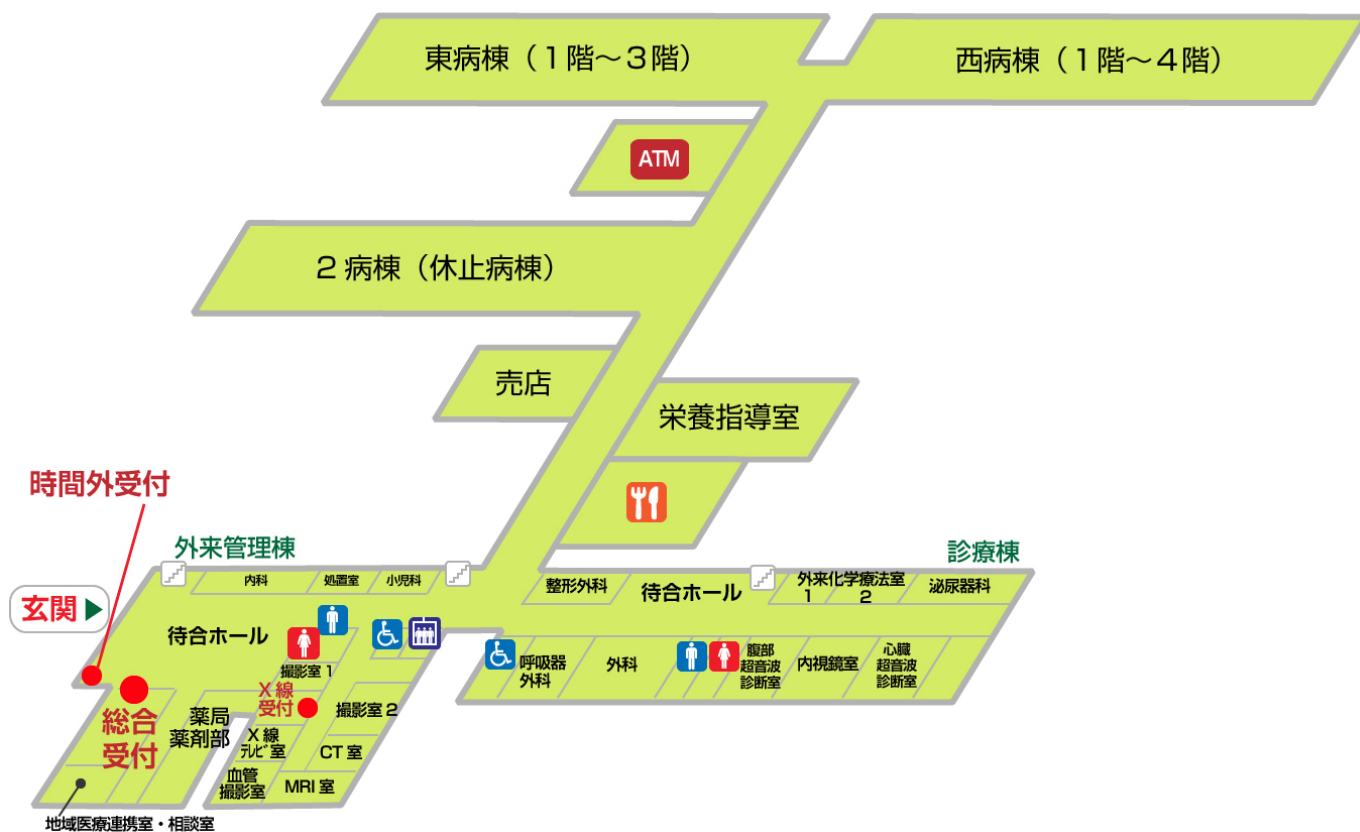 東病棟（１階～３階）
西病棟（１階～４階）
ATM
２病棟（休止病棟）
売店
栄養指導室
時間外受付
外来管理棟
診療棟
玄関
内科
処置室
小児科
整形外科
待合ホール
外来化学療法室
1
2
泌尿器科
待合ホール
呼吸器
外科
外科
腹部
超音波
診断室
内視鏡室
心臓
超音波
診断室
撮影室 1
X 線
受付
撮影室 2
総合
受付
薬局
薬剤部
X 線
テレビ室
CT 室
血管
撮影室
MRI 室
地域医療連携室・相談室